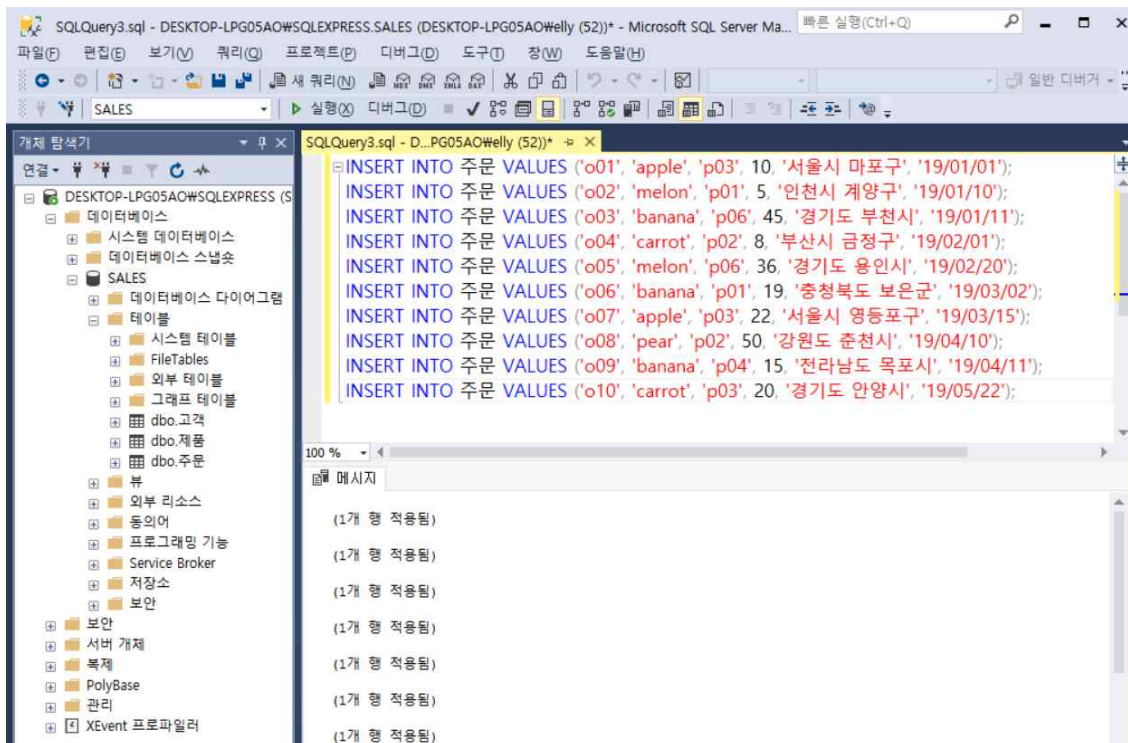 SQLQuery3.sql - DESKTOP-LPG05AO₩SQLEXPRESS.SALES (DESKTOP-LPG05AO₩elly (52))* - Microsoft SQL Server Ma...
빠른 실행(Ctrl+Q)
파일(F) 편집(E) 보기(V) 쿼리(Q) 프로젝트(P) 디버그(D) 도구(T) 창(W) 도움말(H)
새 쿼리(N) MDX DMX XMLA DAX 일반 디버거
SALES 실행(X) 디버그(D)
개체 탐색기
연결
DESKTOP-LPG05AO₩SQLEXPRESS (S
데이터베이스
시스템 데이터베이스
데이터베이스 스냅숏
SALES
데이터베이스 다이어그램
테이블
시스템 테이블
FileTables
외부 테이블
그래프 테이블
dbo.고객
dbo.제품
dbo.주문
뷰
외부 리소스
동의어
프로그래밍 기능
Service Broker
저장소
보안
보안
서버 개체
복제
PolyBase
관리
XEvent 프로파일러
SQLQuery3.sql - D...PG05AO₩elly (52))*
INSERT INTO 주문 VALUES ('o01', 'apple', 'p03', 10, '서울시 마포구', '19/01/01');
INSERT INTO 주문 VALUES ('o02', 'melon', 'p01', 5, '인천시 계양구', '19/01/10');
INSERT INTO 주문 VALUES ('o03', 'banana', 'p06', 45, '경기도 부천시', '19/01/11');
INSERT INTO 주문 VALUES ('o04', 'carrot', 'p02', 8, '부산시 금정구', '19/02/01');
INSERT INTO 주문 VALUES ('o05', 'melon', 'p06', 36, '경기도 용인시', '19/02/20');
INSERT INTO 주문 VALUES ('o06', 'banana', 'p01', 19, '충청북도 보은군', '19/03/02');
INSERT INTO 주문 VALUES ('o07', 'apple', 'p03', 22, '서울시 영등포구', '19/03/15');
INSERT INTO 주문 VALUES ('o08', 'pear', 'p02', 50, '강원도 춘천시', '19/04/10');
INSERT INTO 주문 VALUES ('o09', 'banana', 'p04', 15, '전라남도 목포시', '19/04/11');
INSERT INTO 주문 VALUES ('o10', 'carrot', 'p03', 20, '경기도 안양시', '19/05/22');
100 %
메시지
(1개 행 적용됨)
(1개 행 적용됨)
(1개 행 적용됨)
(1개 행 적용됨)
(1개 행 적용됨)
(1개 행 적용됨)
(1개 행 적용됨)